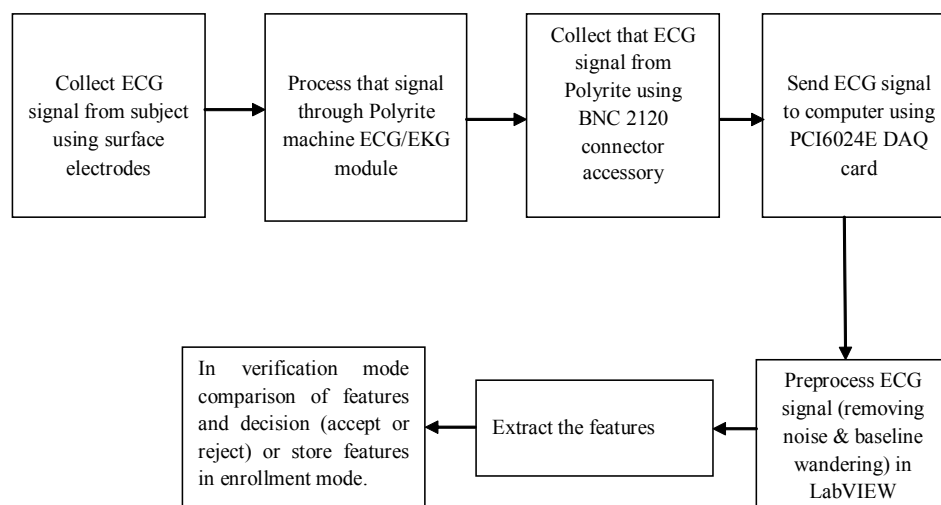 Collect ECG
signal from subject
using surface
electrodes
Process that signal
through Polyrite
machine ECG/EKG
module
Collect that ECG
signal from
Polyrite using
BNC 2120
connector
accessory
Send ECG signal
to computer using
PCI6024E DAQ
card
Preprocess ECG
signal (removing
noise & baseline
wandering) in
LabVIEW
Extract the features
In verification mode
comparison of features
and decision (accept or
reject) or store features
in enrollment mode.